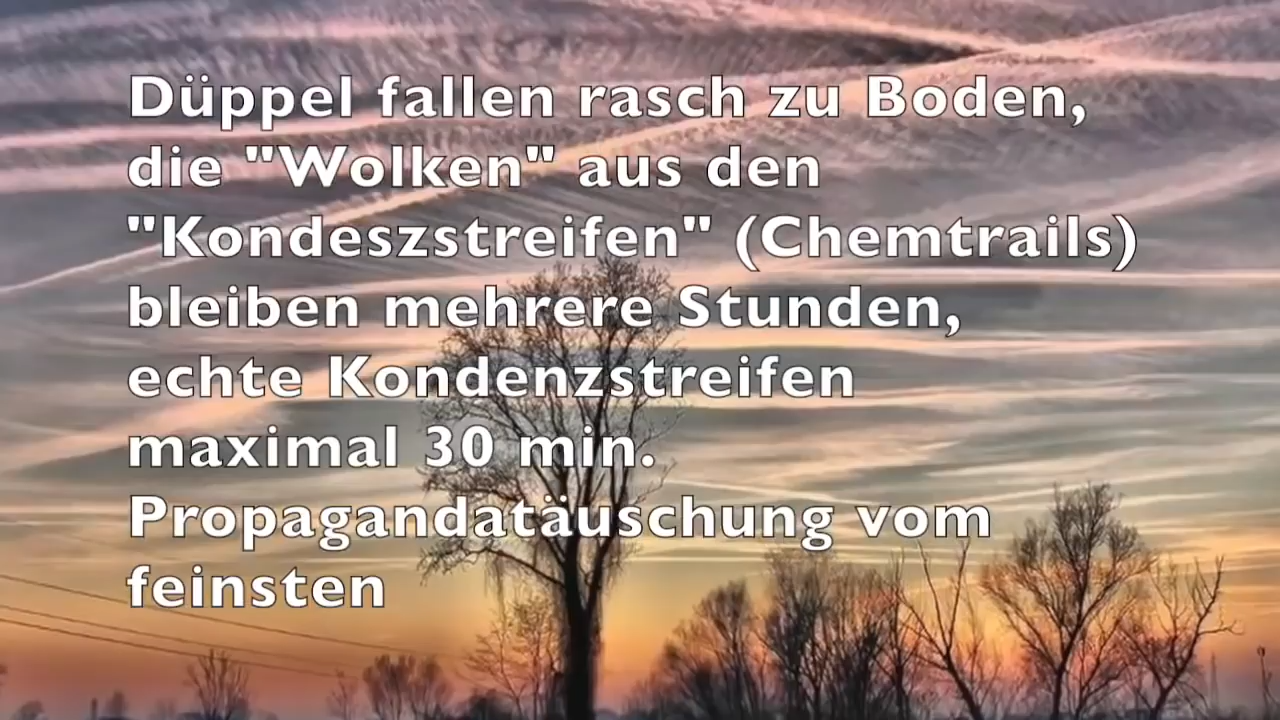 Düppel fallen rasch zu Boden,
die "Wolken" aus den
"Kondeszstreifen" (Chemtrails)
bleiben mehrere Stunden,
echte Kondenzstreifen
maximal 30 min.
Propagandatäuschung vom
feinsten